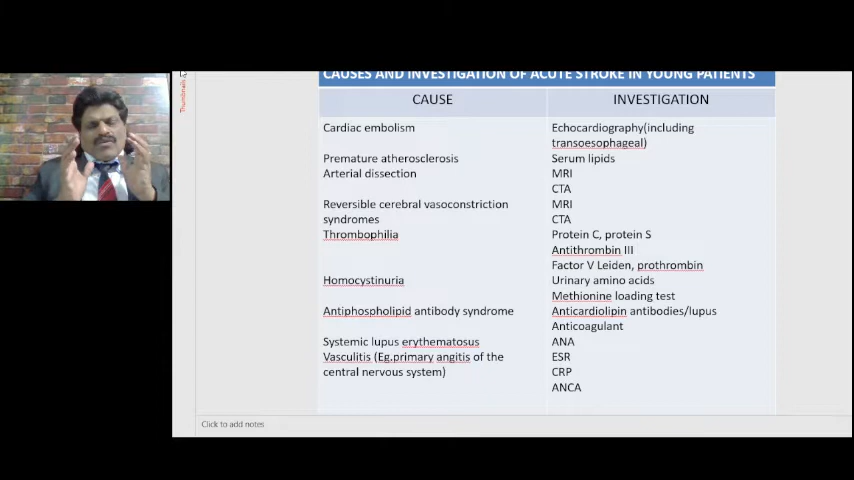 Thumbnails
CAUSES AND INVESTIGATION OF ACUTE STROKE IN YOUNG PATIENTS
CAUSE INVESTIGATION
Cardiac embolism Echocardiography(including
transoesophageal)
Premature atherosclerosis Serum lipids
Arterial dissection MRI
CTA
Reversible cerebral vasoconstriction MRI
syndromes CTA
Thrombophilia Protein C, protein S
Antithrombin III
Factor V Leiden, prothrombin
Homocystinuria Urinary amino acids
Methionine loading test
Antiphospholipid antibody syndrome Anticardiolipin antibodies/lupus
Anticoagulant
Systemic lupus erythematosus ANA
Vasculitis (Eg.primary angitis of the ESR
central nervous system) CRP
ANCA
Click to add notes